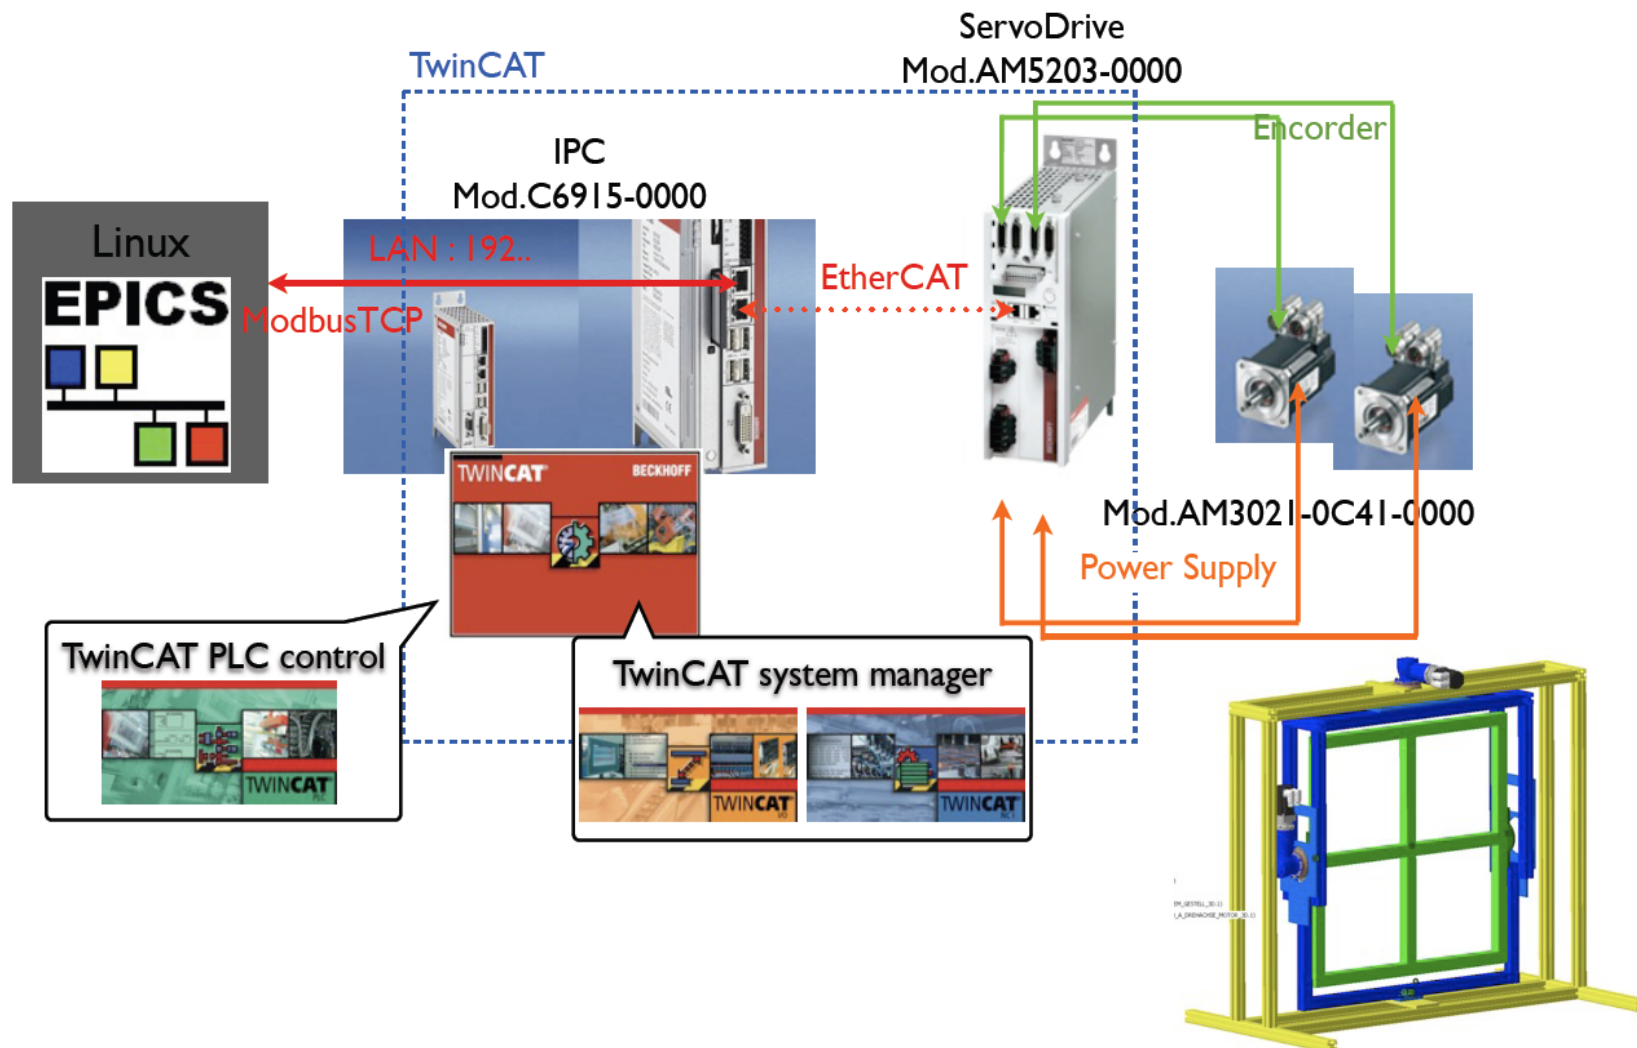 ServoDrive
Mod.AM5203-0000
TwinCAT
Encorder
IPC
Mod.C6915-0000
Linux
EPICS
LAN : 192..
ModbusTCP
EtherCAT
TWINCAT
BECKHOFF
Mod.AM3021-0C41-0000
Power Supply
TwinCAT PLC control
TWINCAT
PLC
TwinCAT system manager
TWINCAT
I/O
TWINCAT